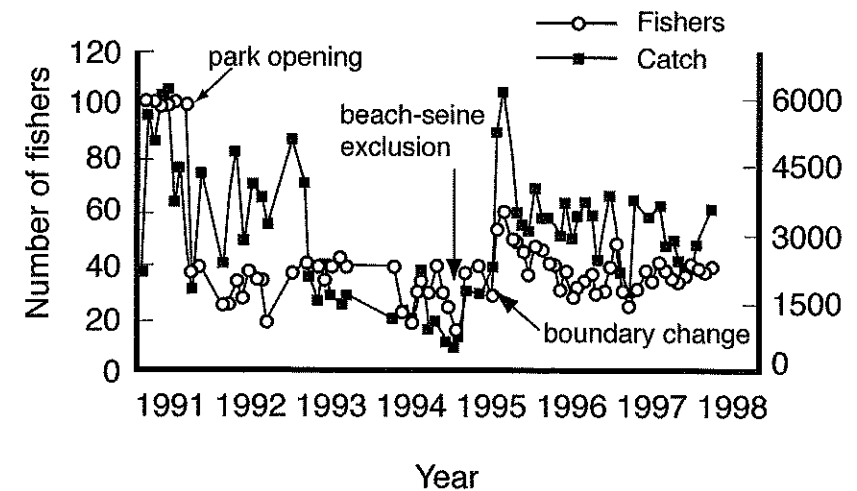 Fishers
Catch
park opening
beach-seine
exclusion
boundary change
Number of fishers
120
100
80
60
40
20
0
6000
4500
3000
1500
0
1991 1992 1993 1994 1995 1996 1997 1998
Year